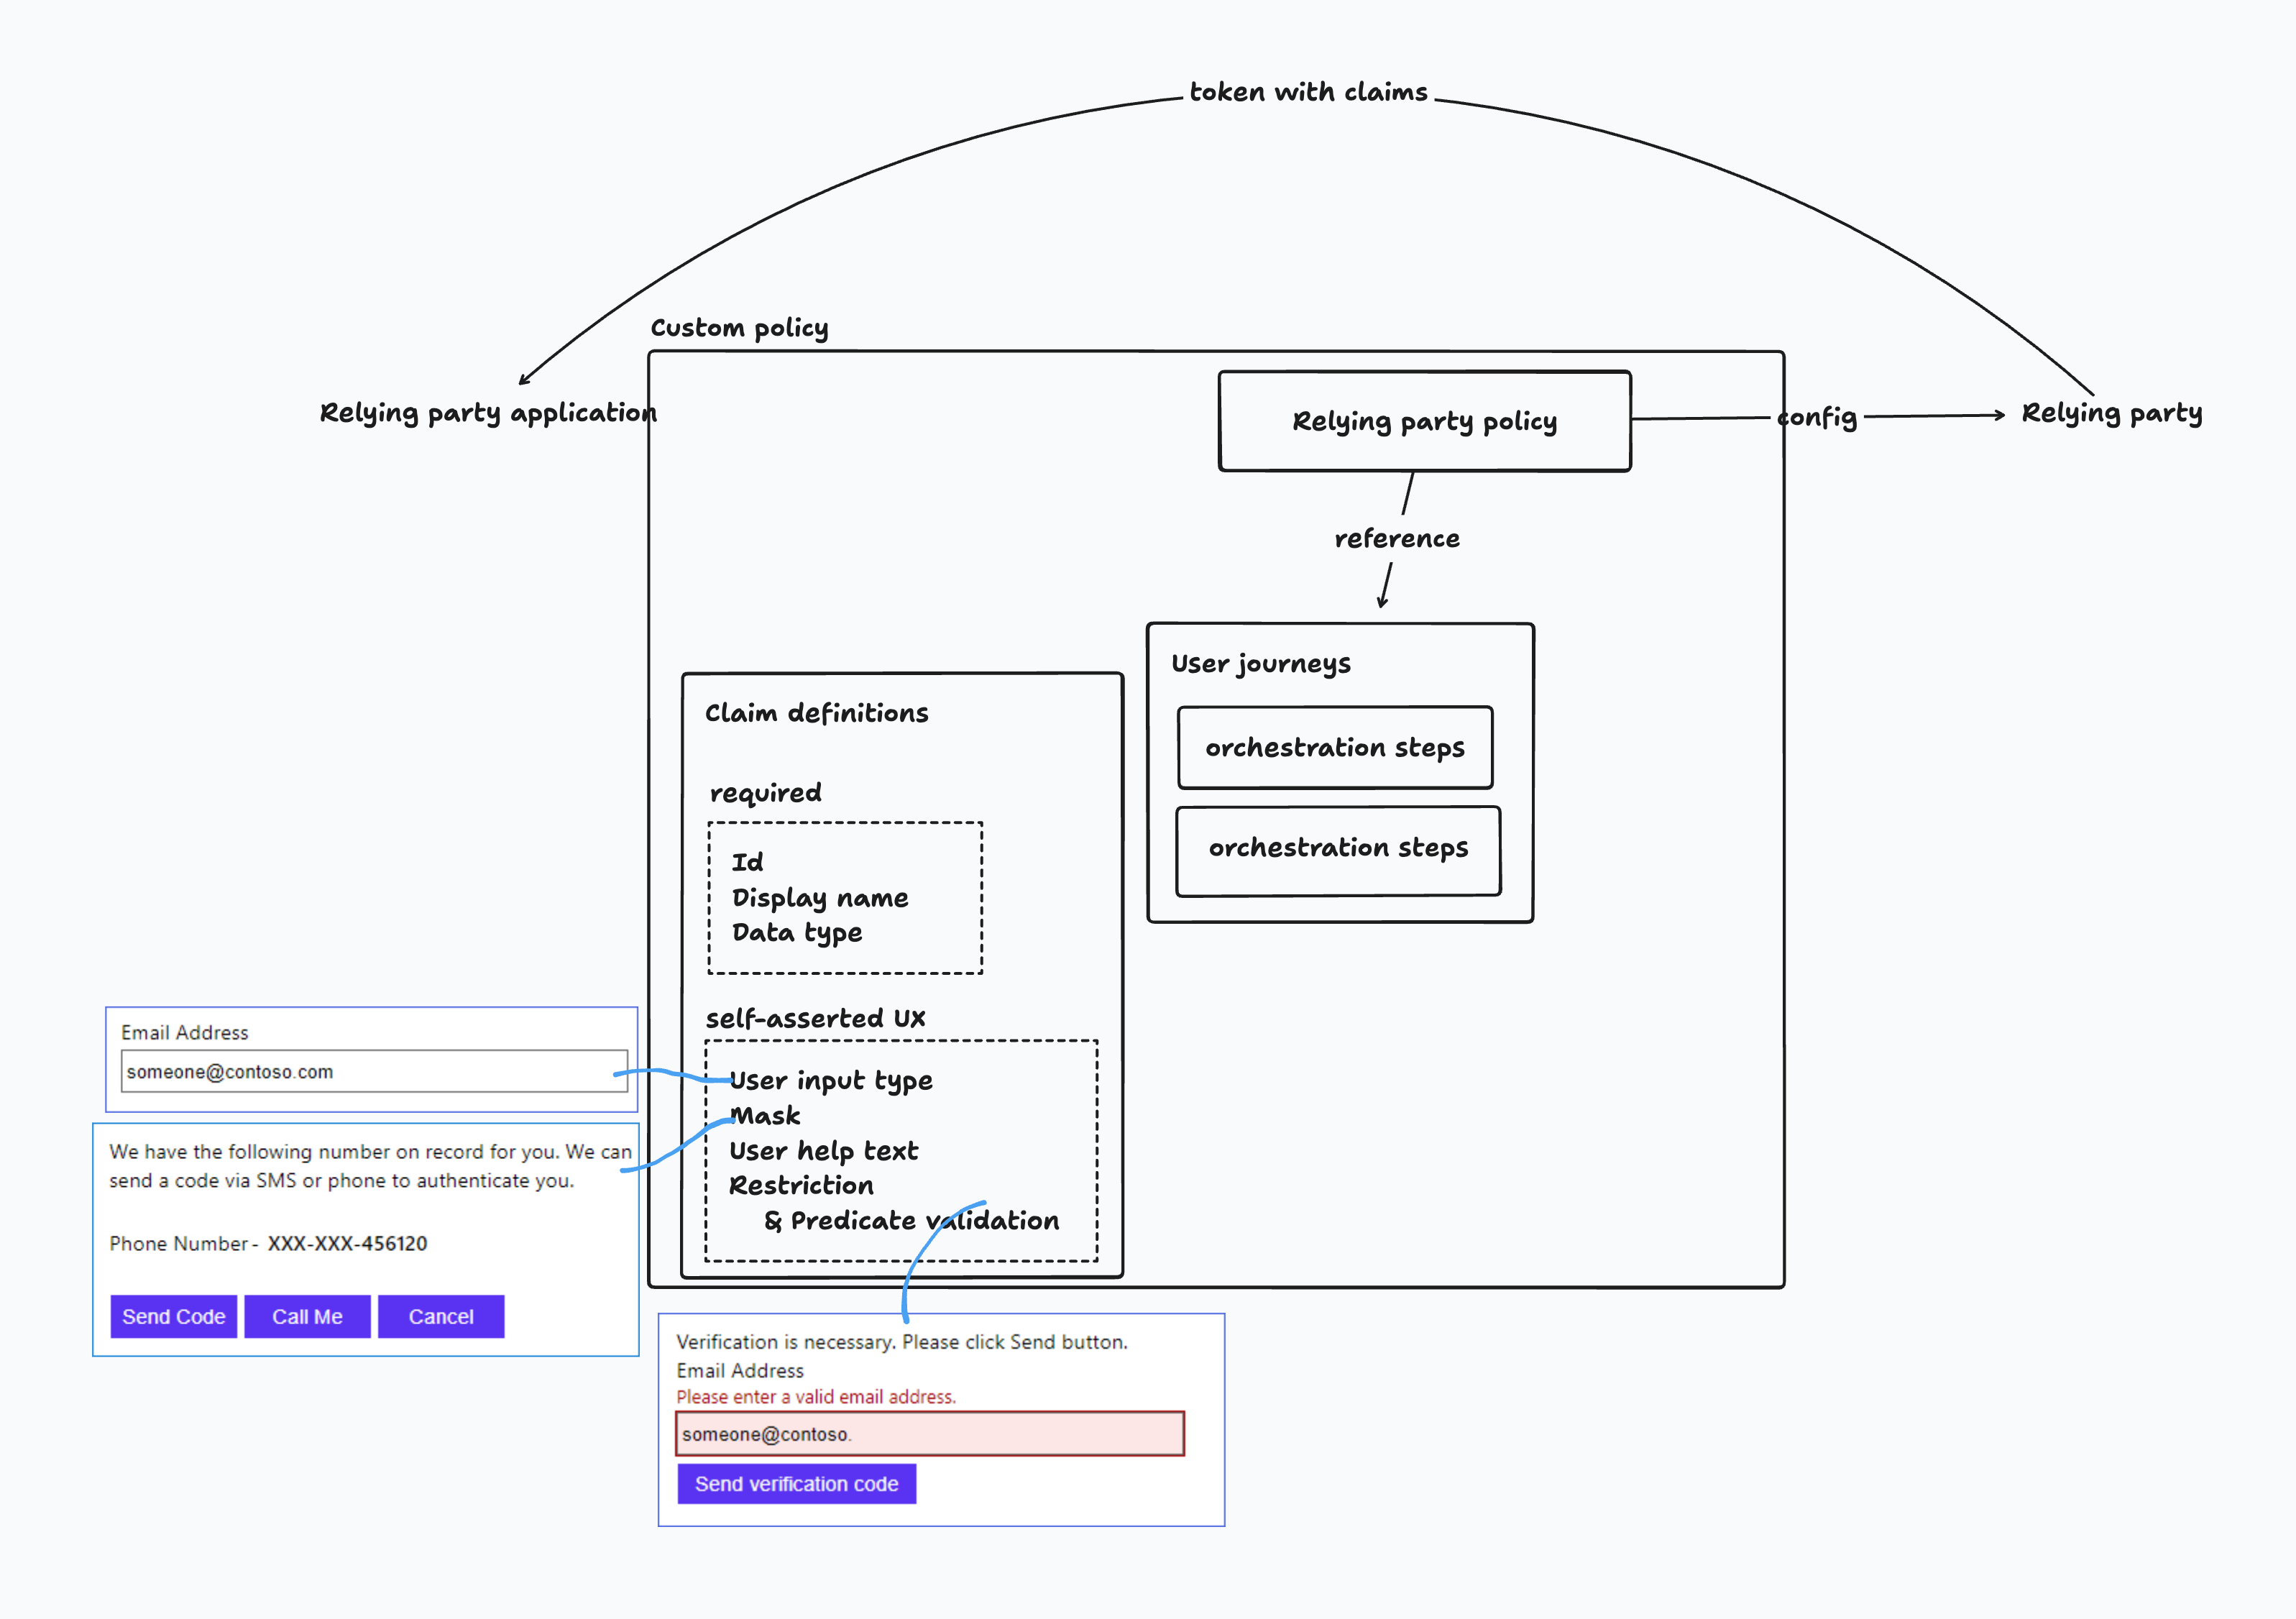 token with claims
Custom policy
Relying party application
Relying party policy
config
Relying party
reference
User journeys
orchestration steps
orchestration steps
Claim definitions
required
Id
Display name
Data type
self-asserted UX
User input type
Mask
User help text
Restriction
& Predicate validation
Email Address
someone@contoso.com
We have the following number on record for you. We can
send a code via SMS or phone to authenticate you.
Phone Number - XXX-XXX-456120
Send Code Call Me Cancel
Verification is necessary. Please click Send button.
Email Address
Please enter a valid email address.
someone@contoso.
Send verification code